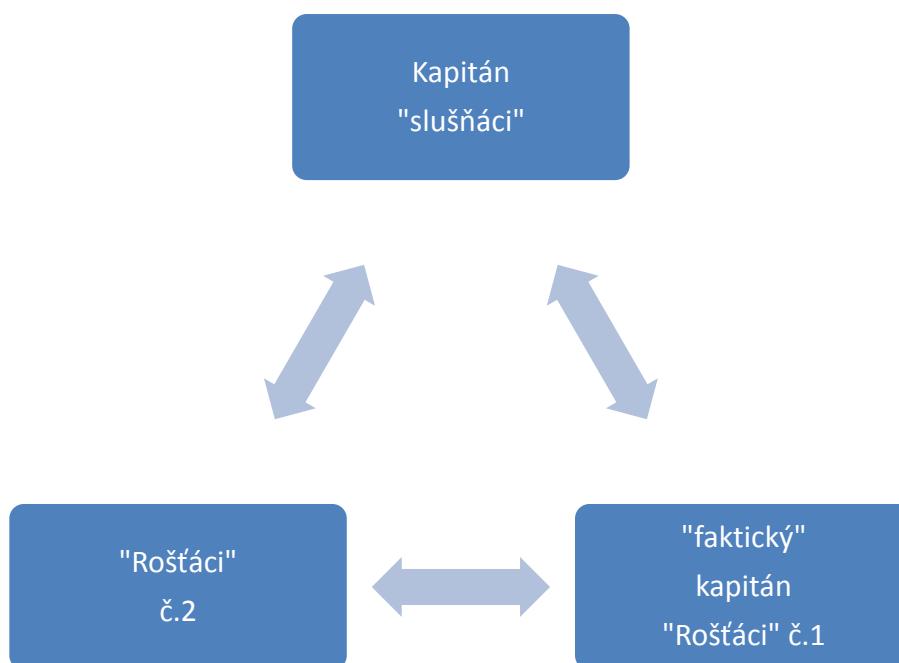 Kapitán
"slušňáci"
"Rošťáci"
č.2
"faktický"
kapitán
"Rošťáci" č.1